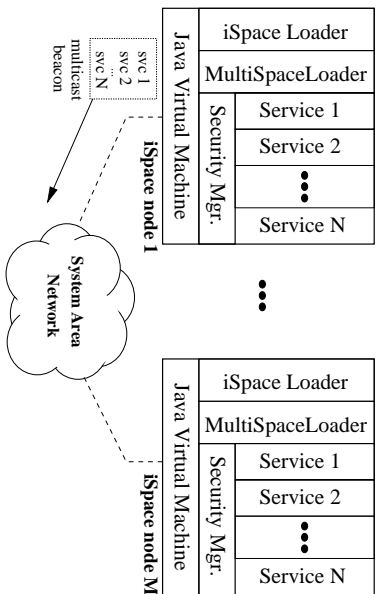 iSpace Loader
MultiSpaceLoader
Service 1
Service 2
Service N
Security Mgr.
Java Virtual Machine
iSpace node 1
svc 1
svc 2
...
svc N
multicast
beacon
System Area
Network
iSpace Loader
MultiSpaceLoader
Service 1
Service 2
Service N
Security Mgr.
Java Virtual Machine
iSpace node M